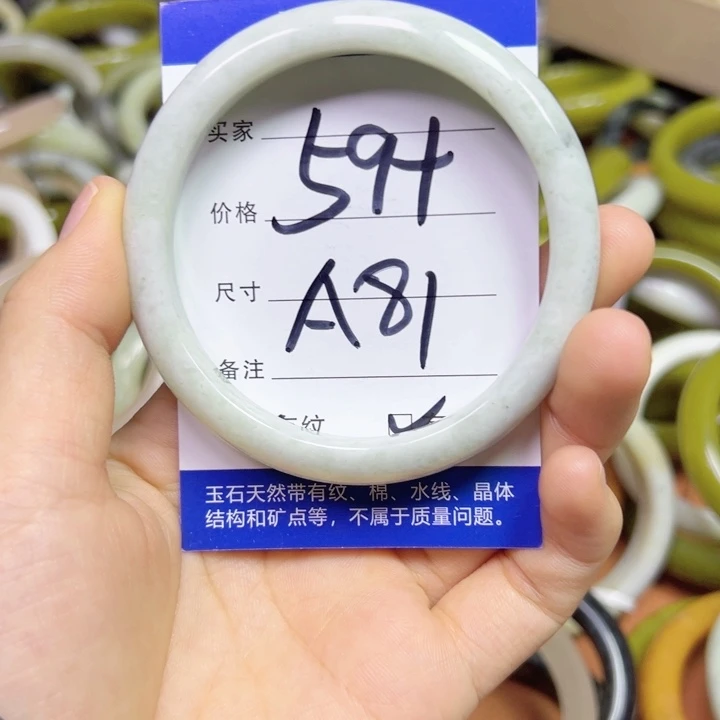 买家
594
价格
尺寸
A81
备注
玉石天然带有纹、棉、水线、晶体
结构和矿点等，不属于质量问题。